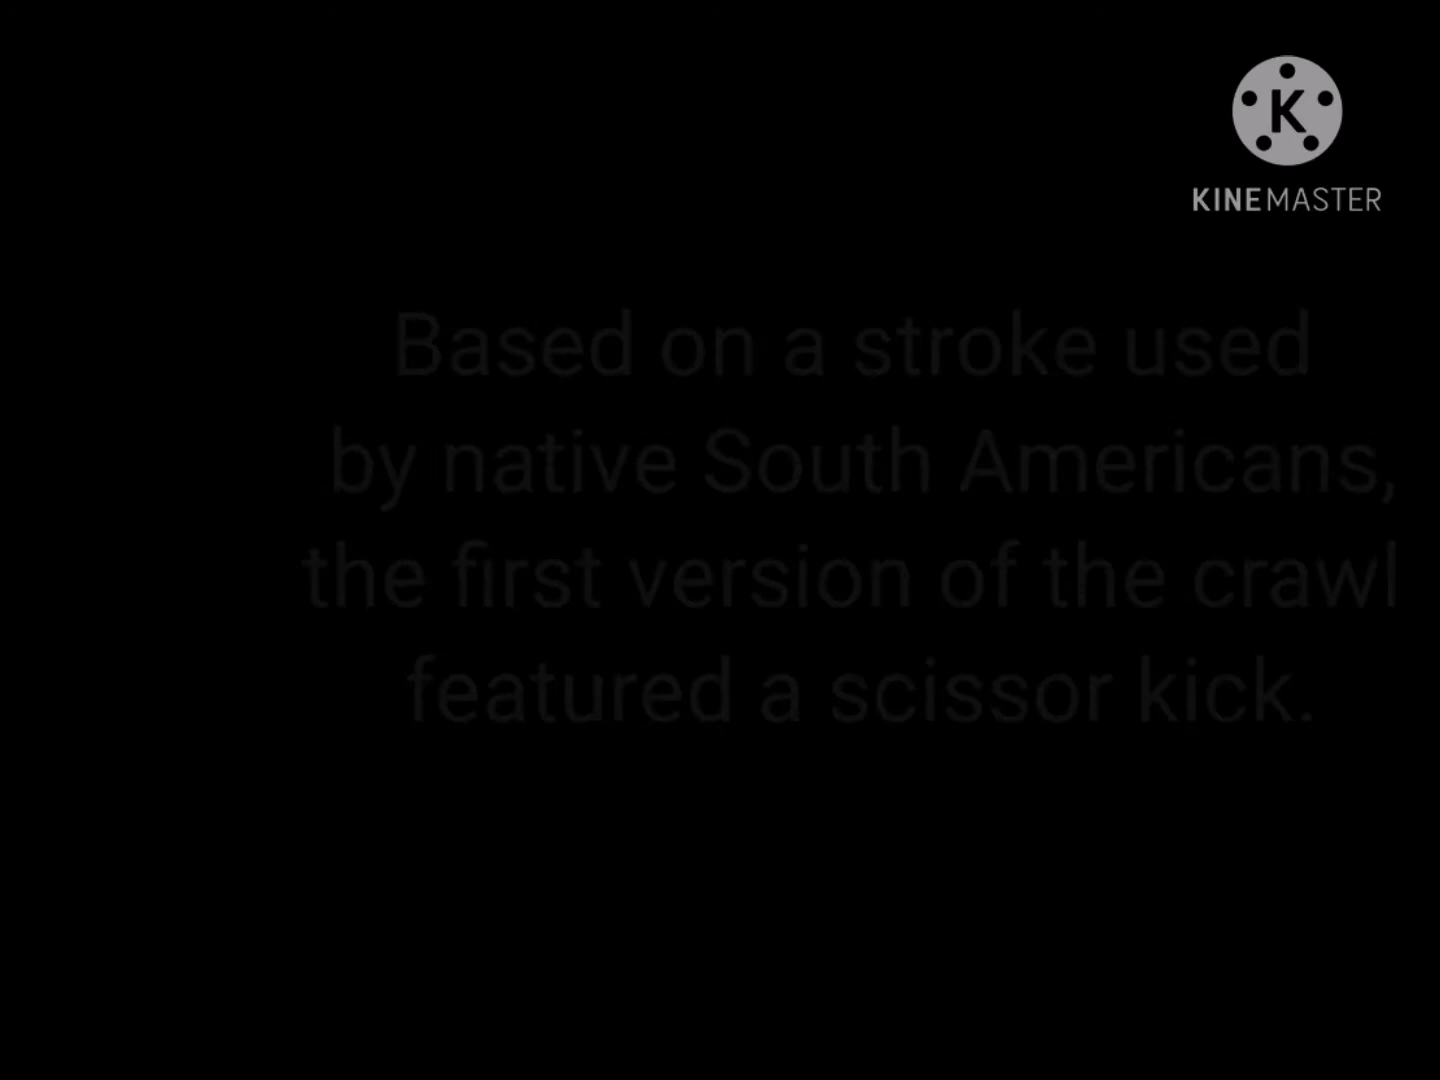 K
KINEMASTER
Based on a stroke used
by native South Americans,
the first version of the crawl
featured a scissor kick.